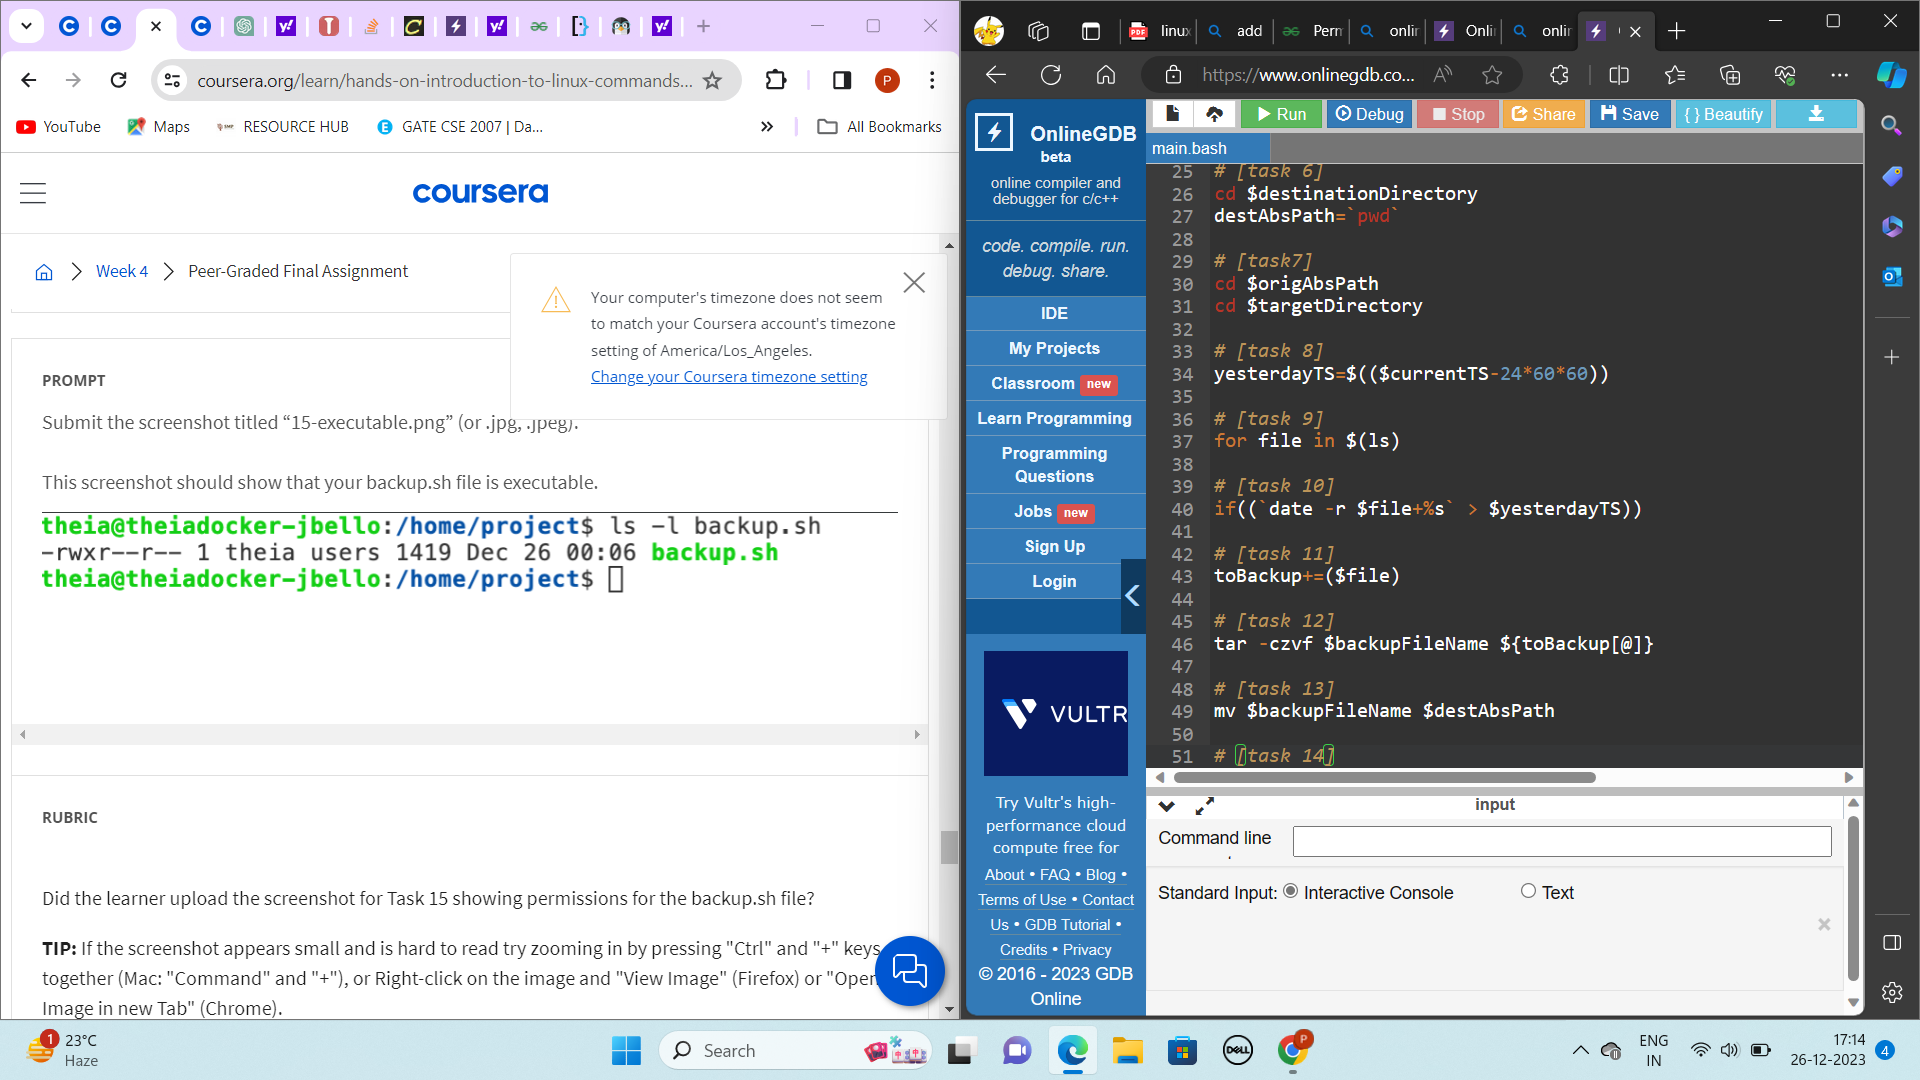 coursera.org/learn/hands-on-introduction-to-linux-commands...
P
YouTube
Maps
RESOURCE HUB
GATE CSE 2007 | Da...
All Bookmarks
coursera
Week 4
Peer-Graded Final Assignment
Your computer's timezone does not seem
to match your Coursera account's timezone
setting of America/Los_Angeles.
Change your Coursera timezone setting
PROMPT
Submit the screenshot titled “15-executable.png” (or .jpg, .jpeg).
This screenshot should show that your backup.sh file is executable.
theia@theiadocker-jbello:/home/project$ ls -l backup.sh
-rwxr--r-- 1 theia users 1419 Dec 26 00:06 backup.sh
theia@theiadocker-jbello:/home/project$
RUBRIC
Did the learner upload the screenshot for Task 15 showing permissions for the backup.sh file?
TIP: If the screenshot appears small and is hard to read try zooming in by pressing "Ctrl" and "+" keys
together (Mac: "Command" and "+"), or Right-click on the image and "View Image" (Firefox) or "Open
Image in new Tab" (Chrome).
linux
add
Perm
onlin
Onli
onlin
https://www.onlinegdb.co...
OnlineGDB
beta
online compiler and
debugger for c/c++
code. compile. run.
debug. share.
IDE
My Projects
Classroom new
Learn Programming
Programming
Questions
Jobs new
Sign Up
Login
VULTR
Try Vultr's high-
performance cloud
compute free for
About • FAQ • Blog •
Terms of Use • Contact
Us • GDB Tutorial •
Credits • Privacy
© 2016 - 2023 GDB
Online
Run
Debug
Stop
Share
Save
{ } Beautify
main.bash
25 # [task 6]
26 cd $destinationDirectory
27 destAbsPath=`pwd`
28
29 # [task7]
30 cd $origAbsPath
31 cd $targetDirectory
32
33 # [task 8]
34 yesterdayTS=$(($currentTS-24*60*60))
35
36 # [task 9]
37 for file in $(ls)
38
39 # [task 10]
40 if((`date -r $file+%s` > $yesterdayTS))
41
42 # [task 11]
43 toBackup+=($file)
44
45 # [task 12]
46 tar -czvf $backupFileName ${toBackup[@]}
47
48 # [task 13]
49 mv $backupFileName $destAbsPath
50
51 # [task 14]
input
Command line
Standard Input: Interactive Console Text
1
23°C
Haze
Search
DELL
P
ENG
IN
17:14
26-12-2023
4